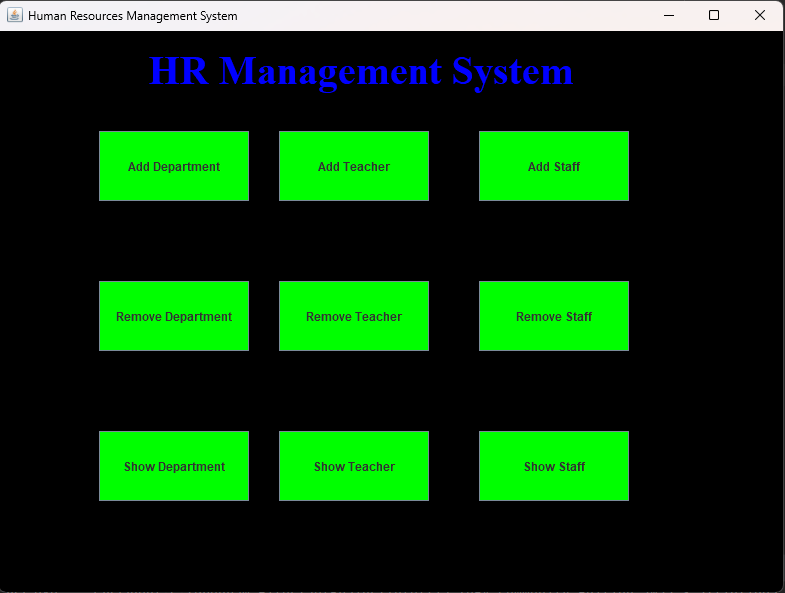 Human Resources Management System
HR Management System
Add Department
Add Teacher
Add Staff
Remove Department
Remove Teacher
Remove Staff
Show Department
Show Teacher
Show Staff